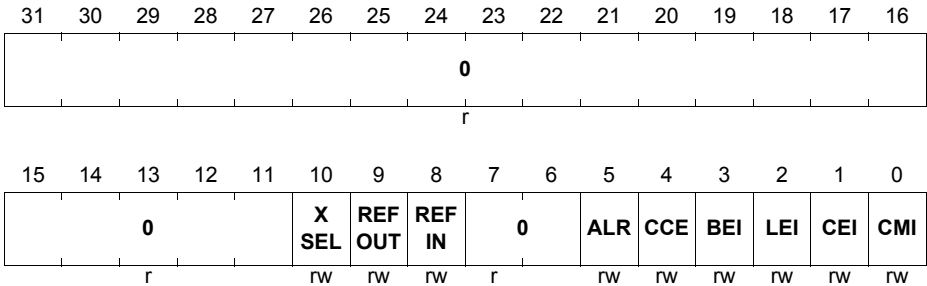 31 30 29 28 27 26 25 24 23 22 21 20 19 18 17 16
0
r
15 14 13 12 11 10 9 8 7 6 5 4 3 2 1 0
0 X SEL REF OUT REF IN 0 ALR CCE BEI LEI CEI CMI
r rw rw rw r rw rw rw rw rw rw